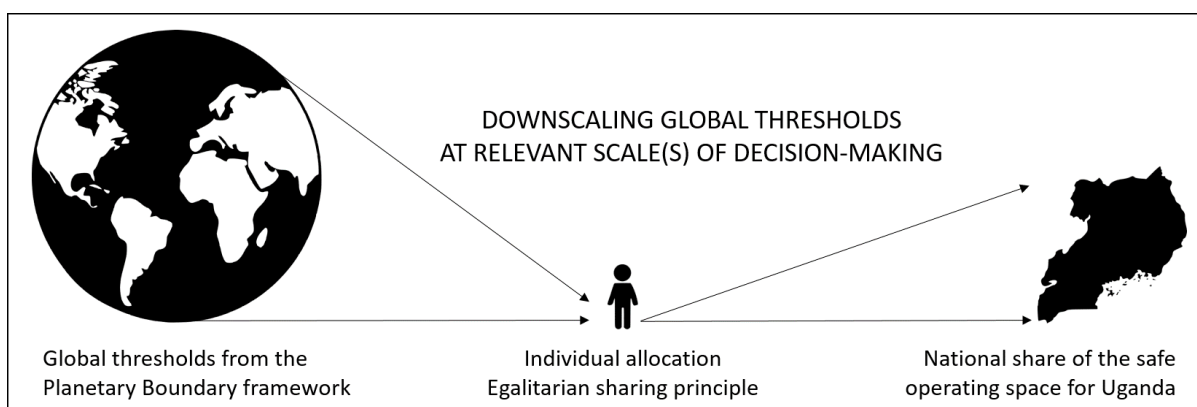 DOWNSCALING GLOBAL THRESHOLDS
AT RELEVANT SCALE(S) OF DECISION-MAKING
Global thresholds from the
Planetary Boundary framework
Individual allocation
Egalitarian sharing principle
National share of the safe
operating space for Uganda